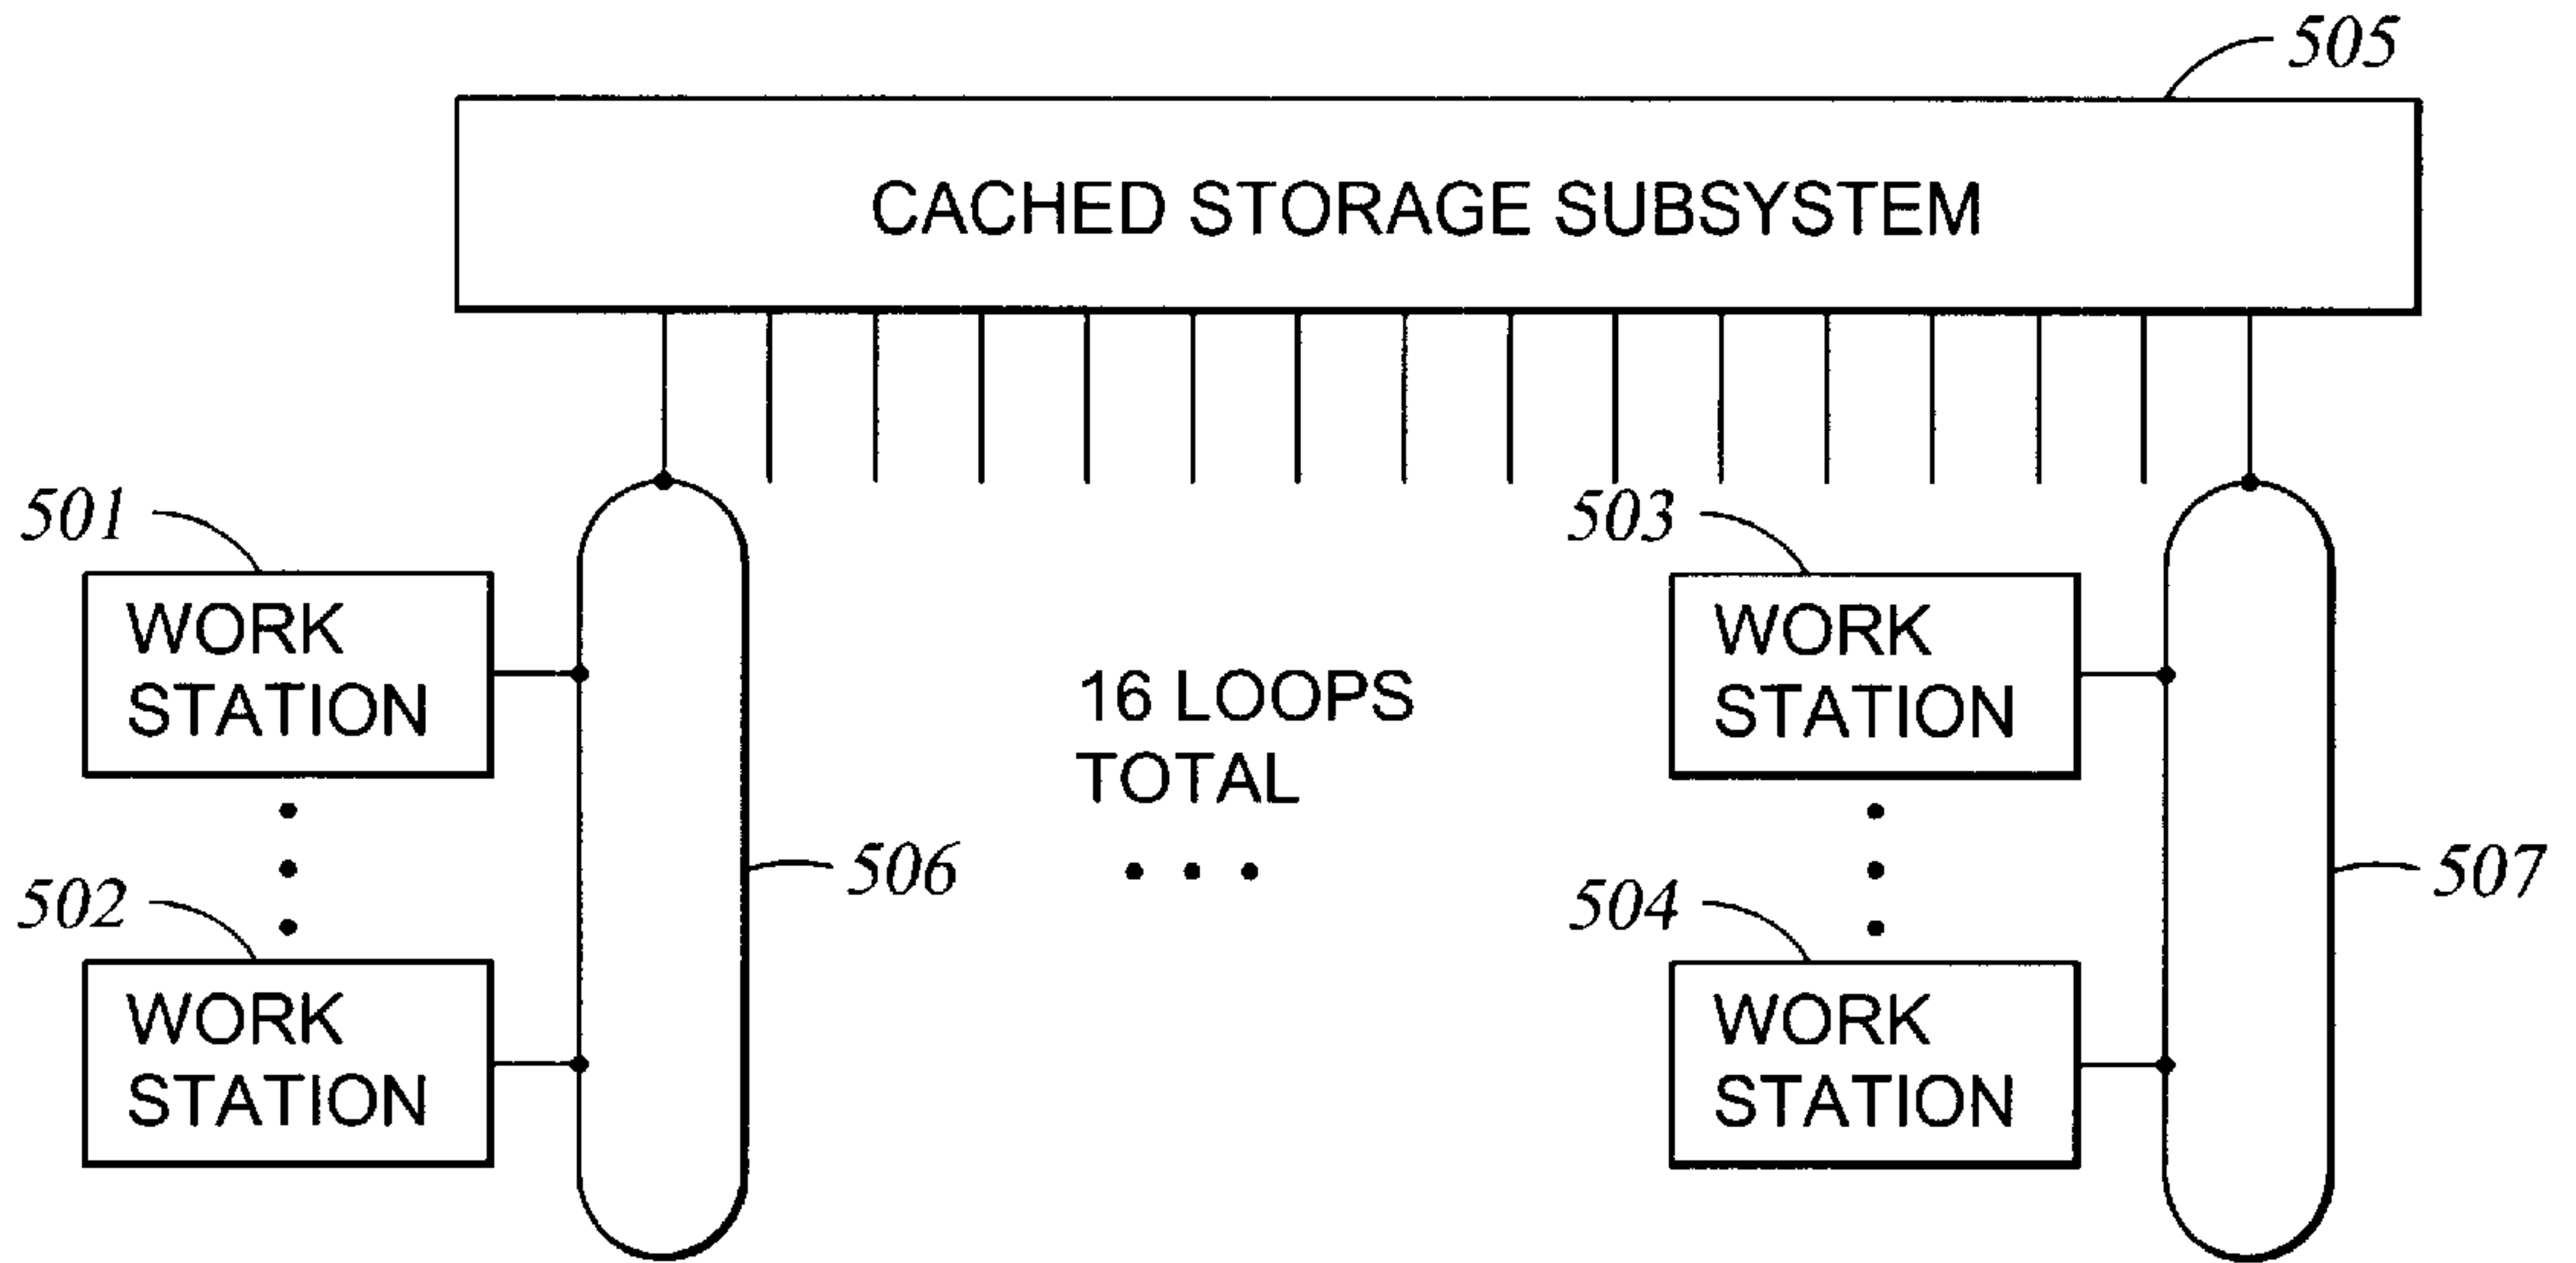 505
CACHED STORAGE SUBSYSTEM
501
503
WORK
STATION
WORK
STATION
16 LOOPS
TOTAL
506
507
502
504
WORK
STATION
WORK
STATION